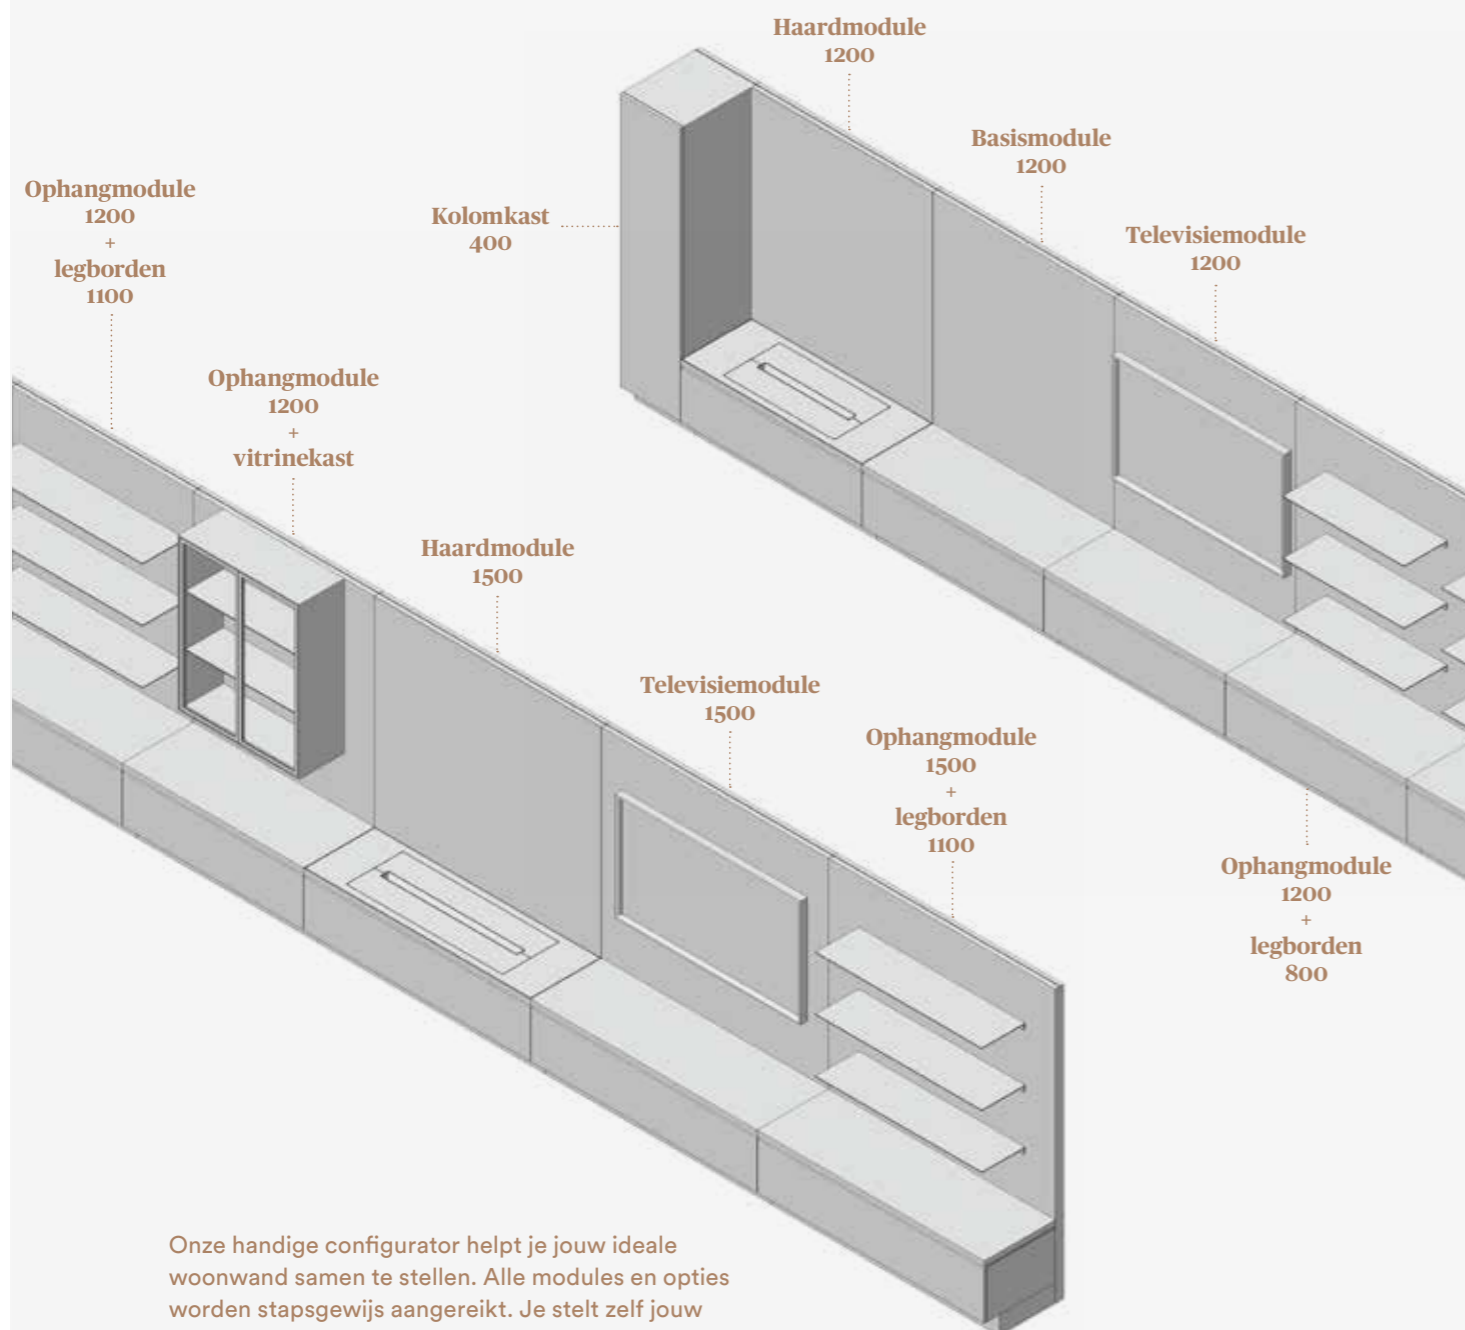 Haardmodule
1200
Basismodule
1200
Televisiemodule
1200
Kolomkast
400
Ophangmodule
1200
+
legborden
1100
Ophangmodule
1200
+
vitrinekast
Haardmodule
1500
Televisiemodule
1500
Ophangmodule
1500
+
legborden
1100
Ophangmodule
1200
+
legborden
800
Onze handige configurator helpt je jouw ideale
woonwand samen te stellen. Alle modules en opties
worden stapsgewijs aangereikt. Je stelt zelf jouw